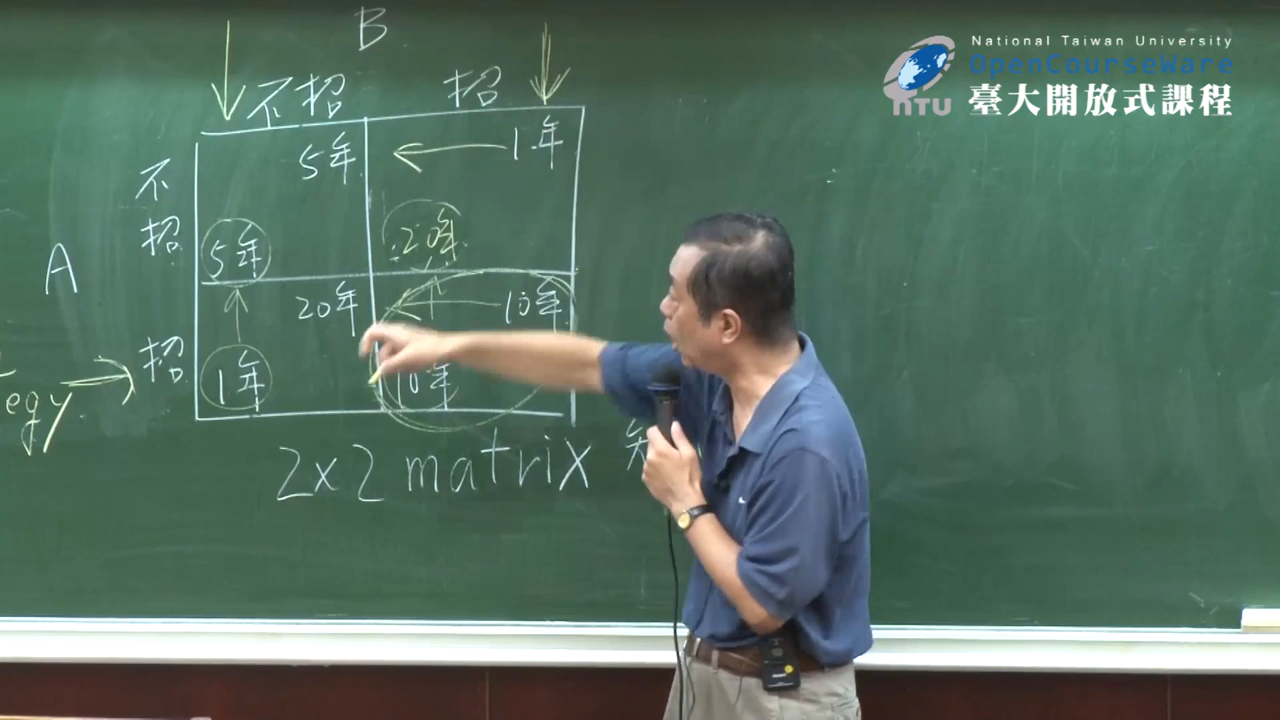 B
National Taiwan University
OpenCourseWare
NTU 臺大開放式課程
不招 招
5年 1年
不招
5年 20年
A
20年 10年
招
1年 10年
egy
2x2 matrix